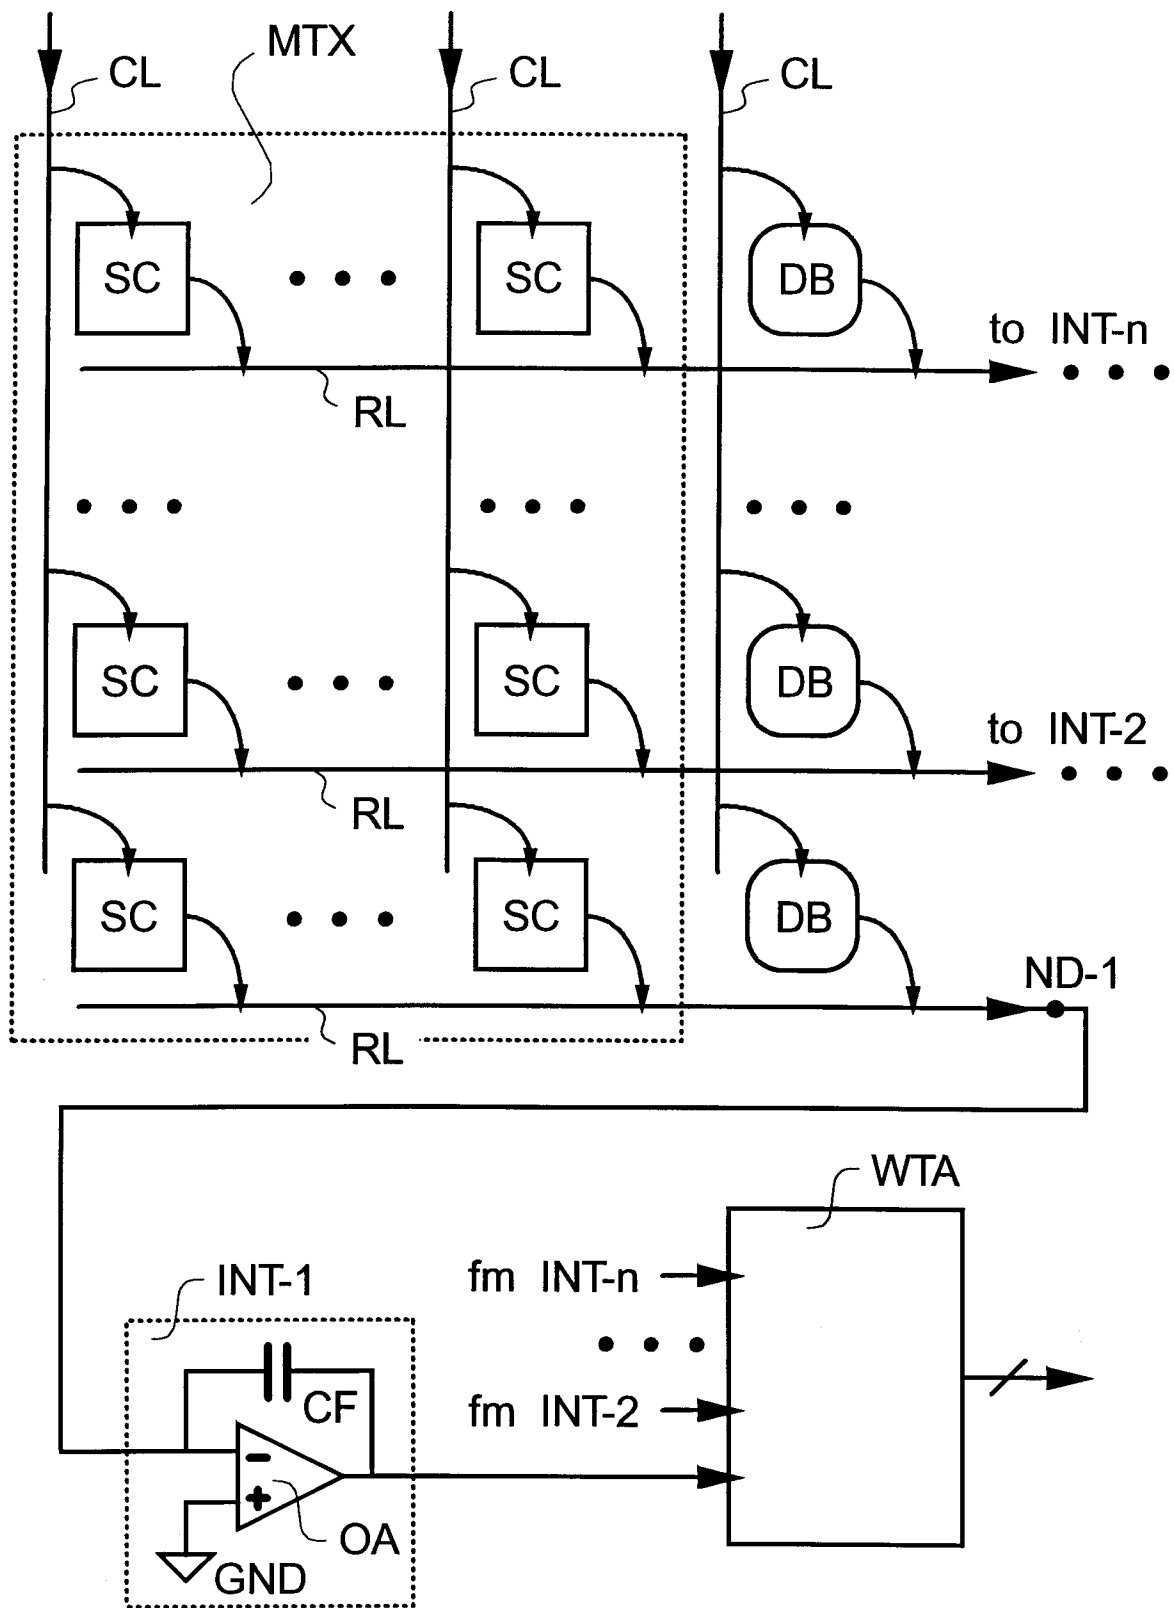 MTX
CL CL CL
SC SC DB
to INT-n
RL
SC SC DB
to INT-2
RL
SC SC DB
ND-1
RL
WTA
INT-1
fm INT-n
CF
fm INT-2
-
+
OA
GND